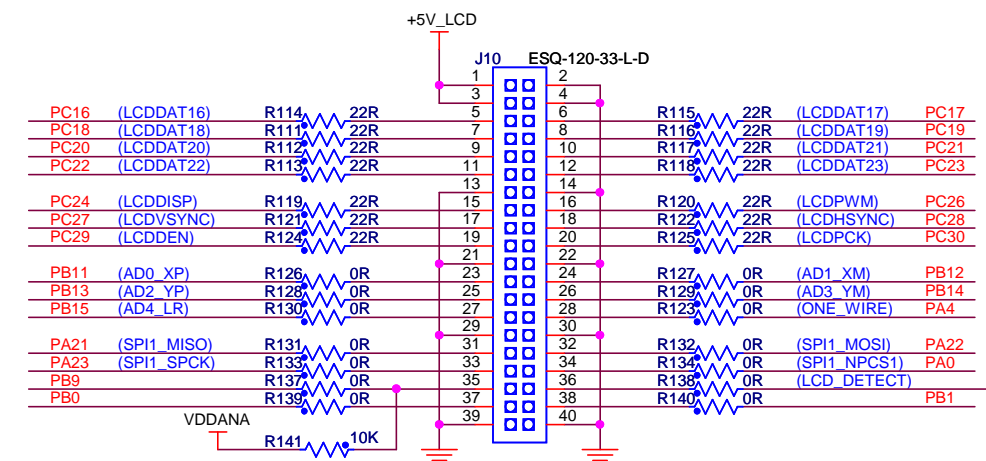 +5V_LCD
J10 ESQ-120-33-L-D
1 2
3 4
PC16 (LCDDAT16) R114 22R 5 6 R115 22R (LCDDAT17) PC17
PC18 (LCDDAT18) R111 22R 7 8 R116 22R (LCDDAT19) PC19
PC20 (LCDDAT20) R112 22R 9 10 R117 22R (LCDDAT21) PC21
PC22 (LCDDAT22) R113 22R 11 12 R118 22R (LCDDAT23) PC23
13 14
PC24 (LCDDISP) R119 22R 15 16 R120 22R (LCDPWM) PC26
PC27 (LCDVSYNC) R121 22R 17 18 R122 22R (LCDHSYNC) PC28
PC29 (LCDDEN) R124 22R 19 20 R125 22R (LCDPCK) PC30
21 22
PB11 (AD0_XP) R126 0R 23 24 R127 0R (AD1_XM) PB12
PB13 (AD2_YP) R128 0R 25 26 R129 0R (AD3_YM) PB14
PB15 (AD4_LR) R130 0R 27 28 R123 0R (ONE_WIRE) PA4
29 30
PA21 (SPI1_MISO) R131 0R 31 32 R132 0R (SPI1_MOSI) PA22
PA23 (SPI1_SPCK) R133 0R 33 34 R134 0R (SPI1_NPCS1) PA0
PB9 R137 0R 35 36 R138 0R (LCD_DETECT)
PB0 R139 0R 37 38 R140 0R PB1
VDDANA 39 40
R141 10K